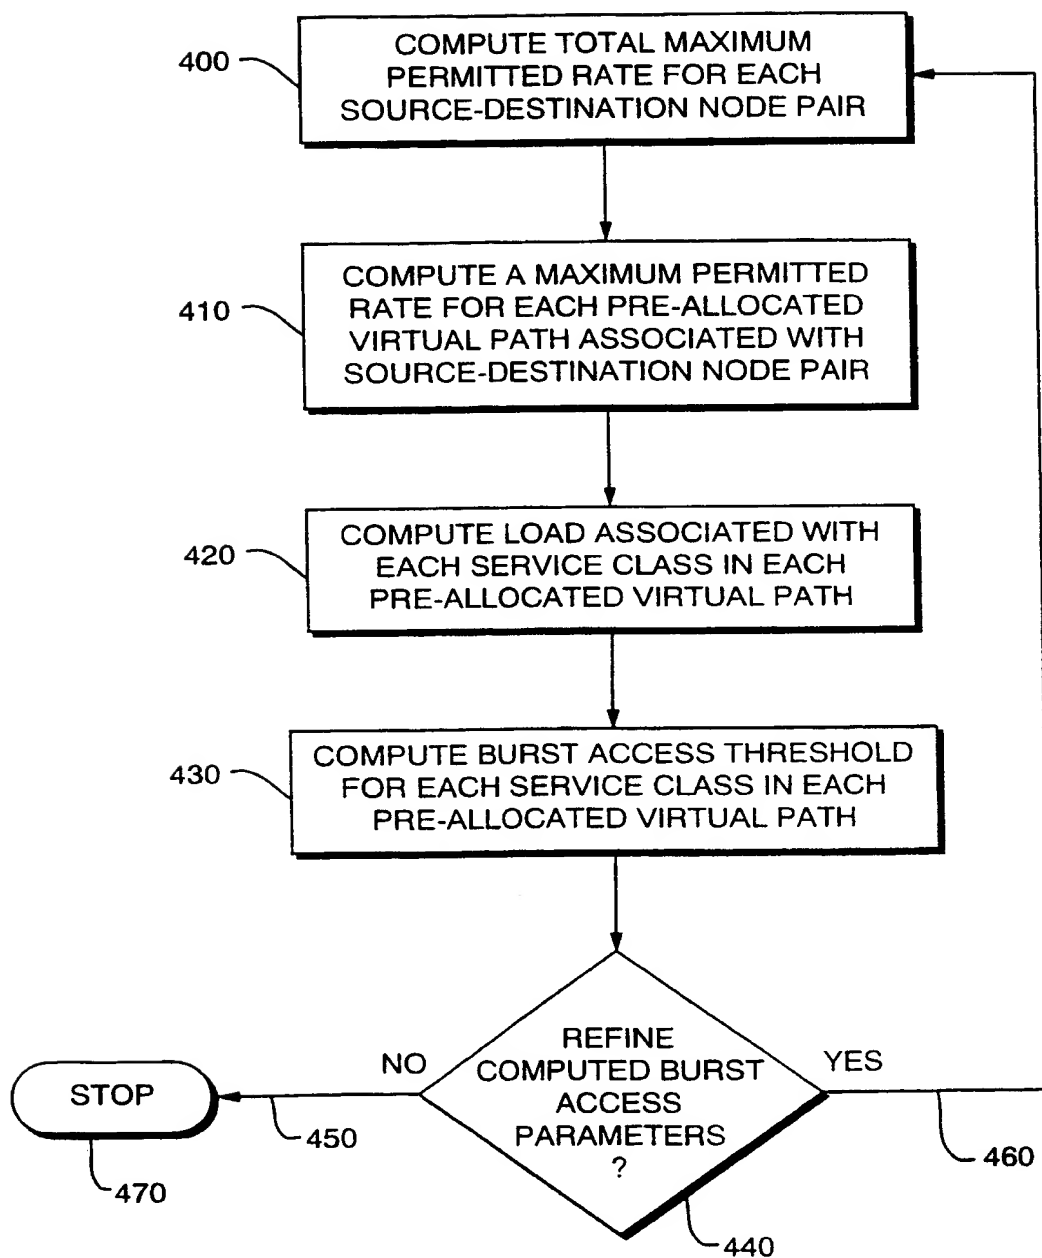 COMPUTE TOTAL MAXIMUM
PERMITTED RATE FOR EACH
SOURCE-DESTINATION NODE PAIR
400
COMPUTE A MAXIMUM PERMITTED
RATE FOR EACH PRE-ALLOCATED
VIRTUAL PATH ASSOCIATED WITH
SOURCE-DESTINATION NODE PAIR
410
COMPUTE LOAD ASSOCIATED WITH
EACH SERVICE CLASS IN EACH
PRE-ALLOCATED VIRTUAL PATH
420
COMPUTE BURST ACCESS THRESHOLD
FOR EACH SERVICE CLASS IN EACH
PRE-ALLOCATED VIRTUAL PATH
430
REFINE
COMPUTED BURST
ACCESS
PARAMETERS
?
440
NO
YES
STOP
450
460
470